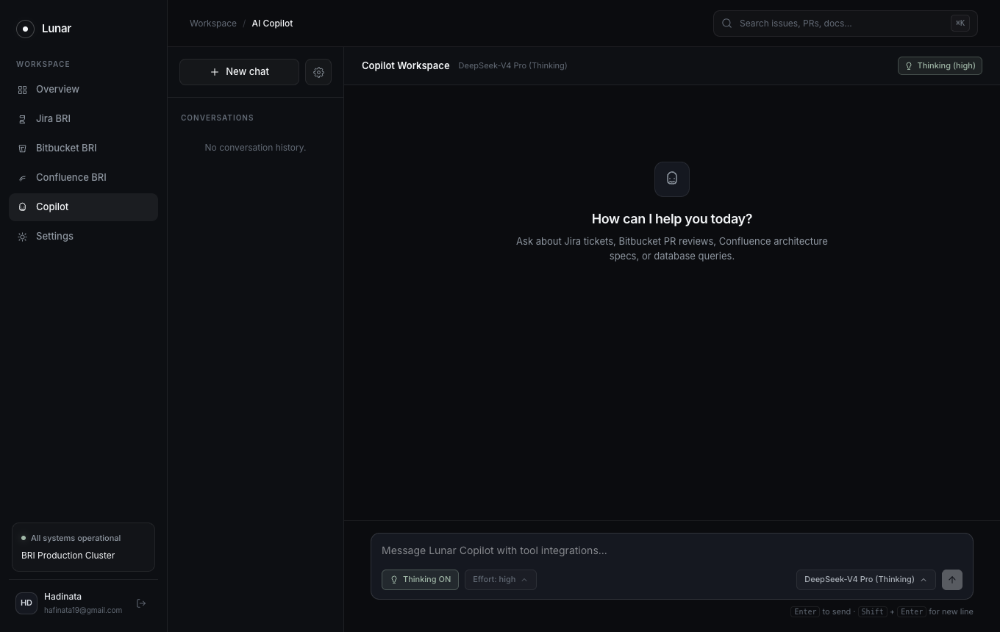 Lunar
WORKSPACE
Overview
Jira BRI
Bitbucket BRI
Confluence BRI
Copilot
Settings
All systems operational
BRI Production Cluster
HD
Hadinata
hafinata19@gmail.com
Workspace / AI Copilot
Search issues, PRs, docs...
⌘K
New chat
CONVERSATIONS
No conversation history.
Copilot Workspace
DeepSeek-V4 Pro (Thinking)
Thinking (high)
How can I help you today?
Ask about Jira tickets, Bitbucket PR reviews, Confluence architecture
specs, or database queries.
Message Lunar Copilot with tool integrations...
Thinking ON
Effort: high
DeepSeek-V4 Pro (Thinking)
Enter to send · Shift + Enter for new line